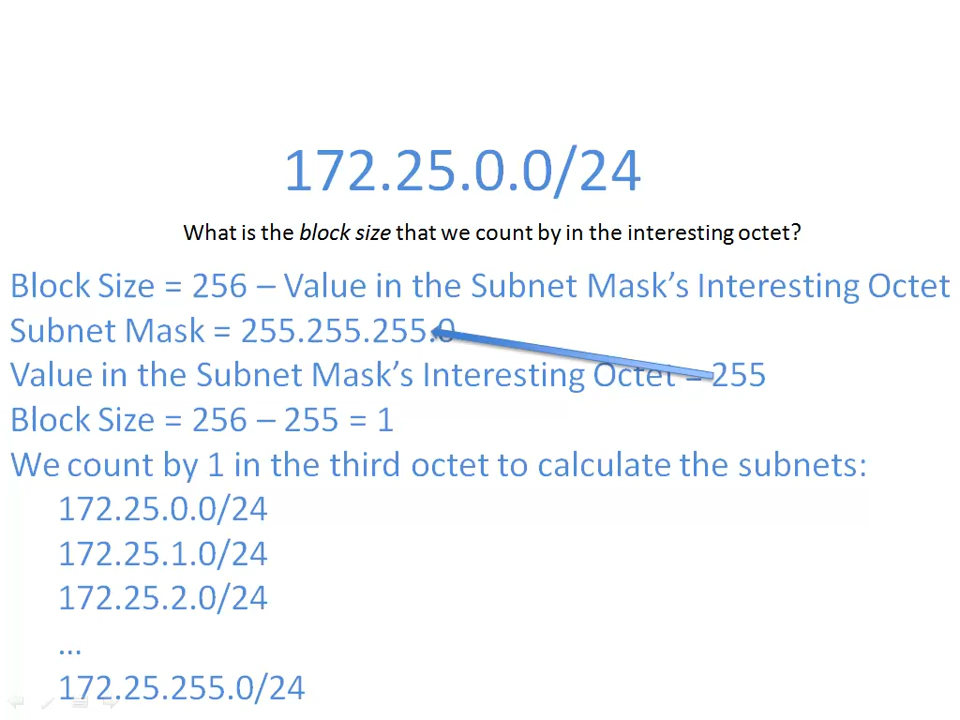 172.25.0.0/24
What is the block size that we count by in the interesting octet?
Block Size = 256 – Value in the Subnet Mask’s Interesting Octet
Subnet Mask = 255.255.255.0
Value in the Subnet Mask’s Interesting Octet = 255
Block Size = 256 – 255 = 1
We count by 1 in the third octet to calculate the subnets:
172.25.0.0/24
172.25.1.0/24
172.25.2.0/24
...
172.25.255.0/24